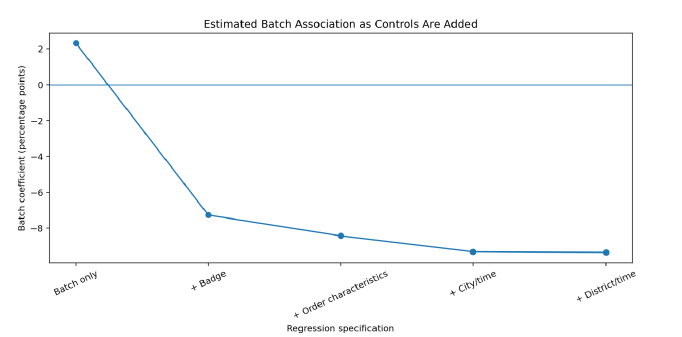 Estimated Batch Association as Controls Are Added
Batch coefficient (percentage points)
2
0
−2
−4
−6
−8
Batch only
+ Badge
+ Order characteristics
+ City/time
+ District/time
Regression specification